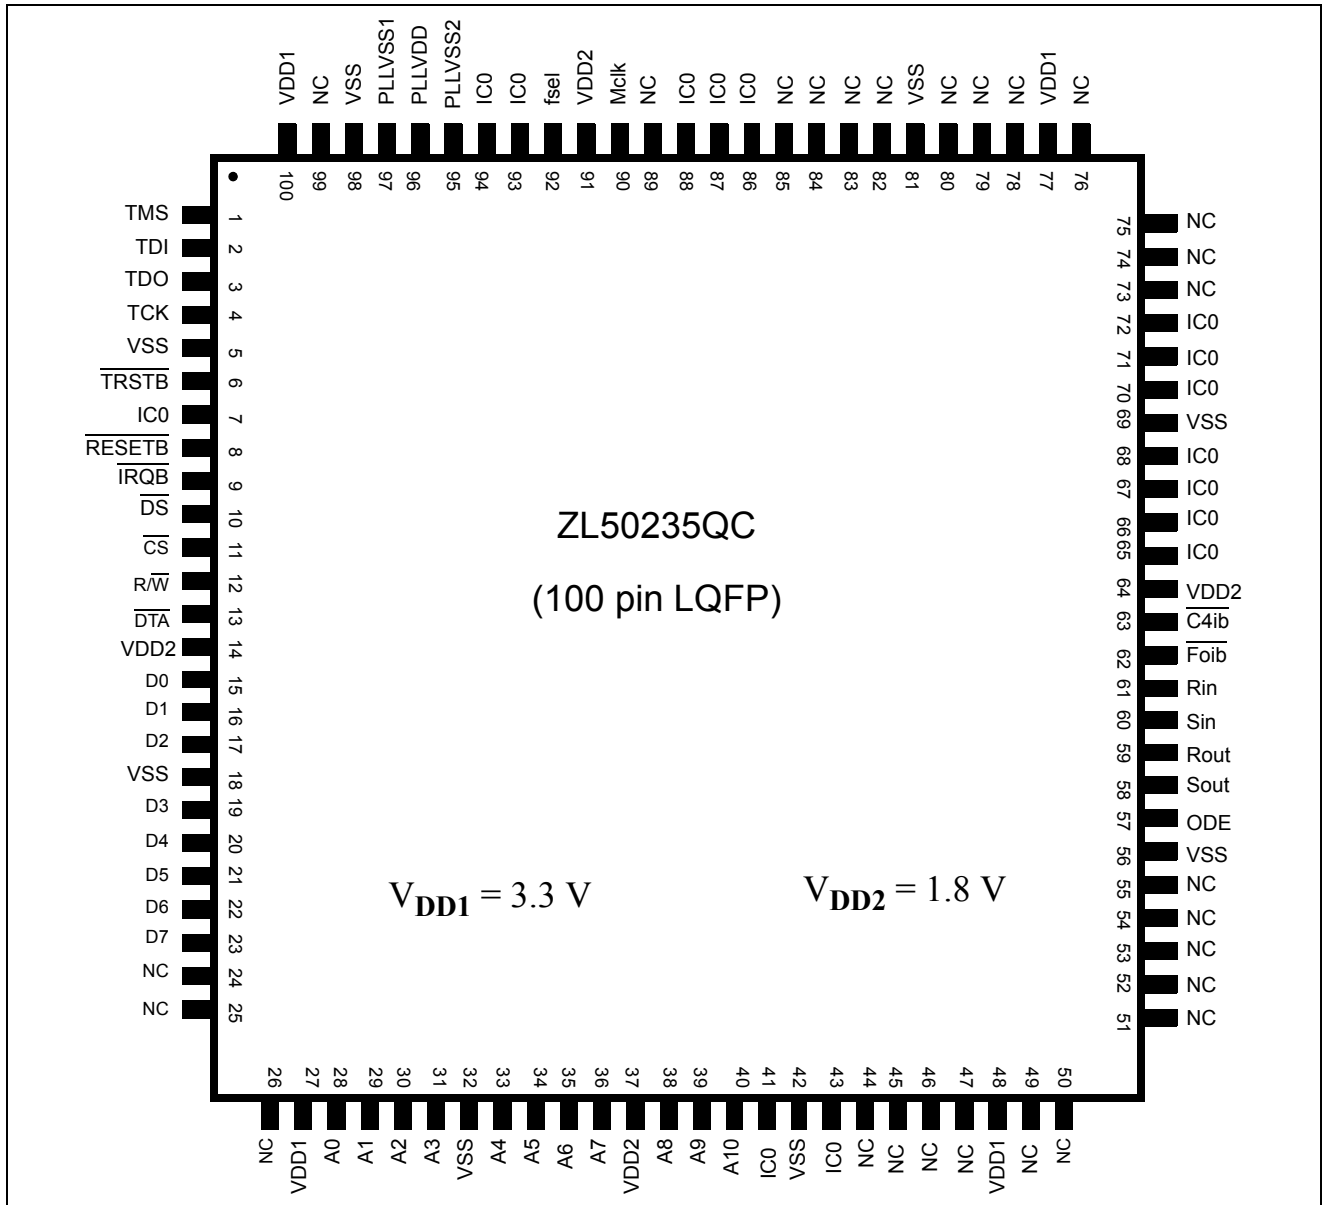 VDD1 NC VSS PLLVSS1 PLLVDD PLLVSS2 IC0 IC0 fsel VDD2 Mclk NC IC0 IC0 IC0 NC NC NC NC VSS NC NC NC VDD1 NC
100 99 98 97 96 95 94 93 92 91 90 89 88 87 86 85 84 83 82 81 80 79 78 77 76
TMS 1
TDI 2
TDO 3
TCK 4
VSS 5
TRSTB 6
IC0 7
RESETB 8
IRQB 9
DS 10
CS 11
R/W 12
DTA 13
VDD2 14
D0 15
D1 16
D2 17
VSS 18
D3 19
D4 20
D5 21
D6 22
D7 23
NC 24
NC 25
75 NC
74 NC
73 NC
72 IC0
71 IC0
70 IC0
69 VSS
68 IC0
67 IC0
66 IC0
65 IC0
64 VDD2
63 C4ib
62 Foib
61 Rin
60 Sin
59 Rout
58 Sout
57 ODE
56 VSS
55 NC
54 NC
53 NC
52 NC
51 NC
ZL50235QC
(100 pin LQFP)
VDD1 = 3.3 V
VDD2 = 1.8 V
26 27 28 29 30 31 32 33 34 35 36 37 38 39 40 41 42 43 44 45 46 47 48 49 50
NC VDD1 A0 A1 A2 A3 VSS A4 A5 A6 A7 VDD2 A8 A9 A10 IC0 VSS IC0 NC NC NC NC VDD1 NC NC